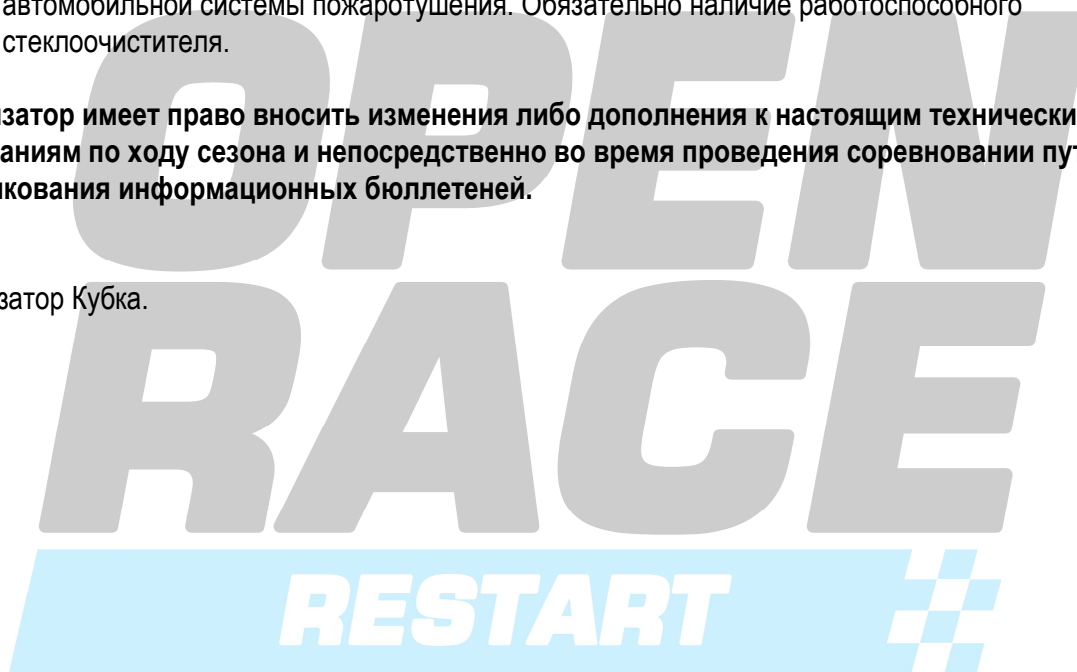 автомобильной системы пожаротушения. Обязательно наличие работоспособного
стеклоочистителя.
затор имеет право вносить изменения либо дополнения к настоящим технически
аниям по ходу сезона и непосредственно во время проведения соревновании пут
икования информационных бюллетеней.
затор Кубка.
OPEN
RACE
RESTART